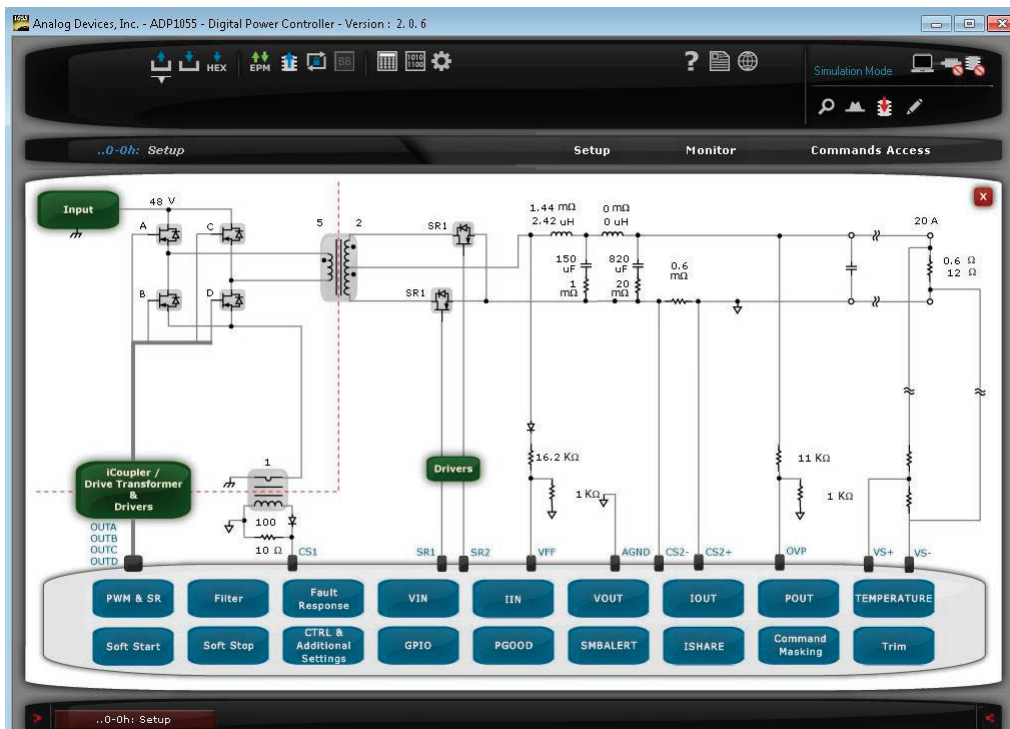 1055 Analog Devices, Inc. - ADP1055 - Digital Power Controller - Version : 2. 0. 6
HEX EPM BB 1010 1100 ?
Simulation Mode
..0-0h: Setup Setup Monitor Commands Access
Input
48 V
A C
B D
5 2
SR1
SR1
1.44 mΩ
2.42 uH
0 mΩ
0 uH
20 A
150
uF
1
mΩ
820
uF
20
mΩ
0.6
mΩ
0.6 Ω
12 Ω
iCoupler /
Drive Transformer
&
Drivers
1
100
10 Ω
Drivers
16.2 KΩ
1 KΩ
11 KΩ
1 KΩ
OUTA
OUTB
OUTC
OUTD
CS1 SR1 SR2 VFF AGND CS2- CS2+ OVP VS+ VS-
X
PWM & SR
Filter
Fault
Response
VIN
IIN
VOUT
IOUT
POUT
TEMPERATURE
Soft Start
Soft Stop
CTRL &
Additional
Settings
GPIO
PGOOD
SMBALERT
ISHARE
Command
Masking
Trim
..0-0h: Setup